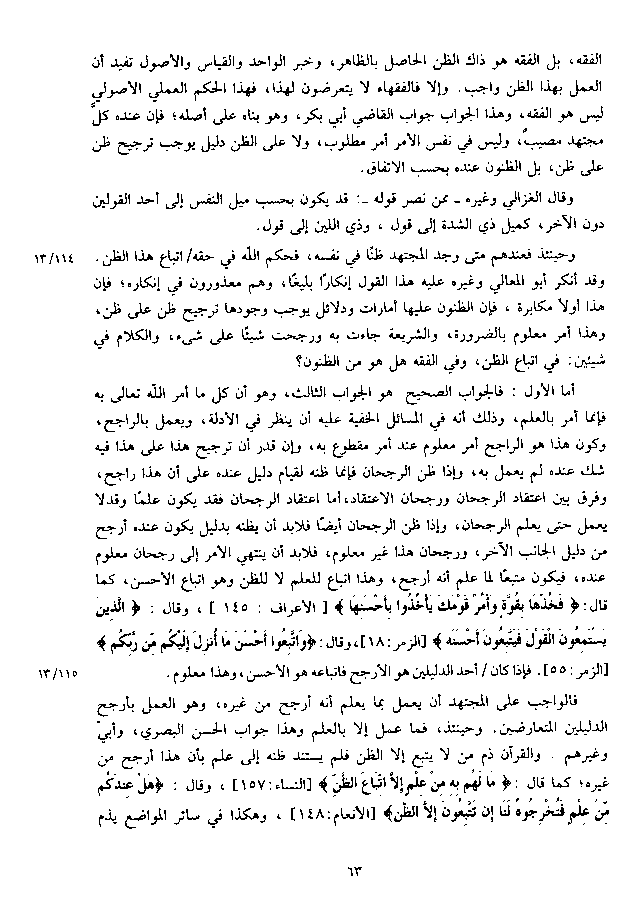 الفقه، بل الفقه هو ذاك الظن الحاصل بالظاهر، وخبر الواحد والقياس والأصول تفيد أن
العمل بهذا الظن واجب. وإلا فالفقهاء لا يتعرضون لهذا، فهذا الحكم العملي الأصولي
ليس هو الفقه، وهذا الجواب جواب القاضي أبي بكر، وهو بناه على أصله؛ فإن عنده كلَّ
مجتهد مصيبٌ، وليس في نفس الأمر أمر مطلوب، ولا على الظن دليل يوجب ترجيح ظن
على ظن، بل الظنون عنده بحسب الاتفاق.
وقال الغزالي وغيره ـ ممن نصر قوله ـ: قد يكون بحسب ميل النفس إلى أحد القولين
دون الآخر، كميل ذي الشدة إلى قول ، وذي اللين إلى قول.
وحينئذ فعندهم متى وجد المجتهد ظنًا في نفسه، فحكم الله في حقه/ اتباع هذا الظن. ١٣/١١٤
وقد أنكر أبو المعالي وغيره عليه هذا القول إنكارًا بليغًا، وهم معذورون في إنكاره؛ فإن
هذا أولاً مكابرة ، فإن الظنون عليها أمارات ودلائل يوجب وجودها ترجيح ظن على ظن،
وهذا أمر معلوم بالضرورة، والشريعة جاءت به ورجحت شيئًا على شيء، والكلام في
شيئين: في اتباع الظن، وفي الفقه هل هو من الظنون؟
أما الأول : فالجواب الصحيح هو الجواب الثالث، وهو أن كل ما أمر الله تعالى به
فإنما أمر بالعلم، وذلك أنه في المسائل الخفية عليه أن ينظر في الأدلة، ويعمل بالراجح،
وكون هذا هو الراجح أمر معلوم عند أمر مقطوع به، وإن قدر أن ترجيح هذا على هذا فيه
شك عنده لم يعمل به، وإذا ظن الرجحان فإنما ظنه لقيام دليل عنده على أن هذا راجح،
وفرق بين اعتقاد الرجحان ورجحان الاعتقاد،أما اعتقاد الرجحان فقد يكون علمًا وقدلا
يعمل حتى يعلم الرجحان، وإذا ظن الرجحان أيضًا فلابد أن يظنه بدليل يكون عنده أرجح
من دليل الجانب الآخر، ورجحان هذا غير معلوم، فلابد أن ينتهي الأمر إلى رجحان معلوم
عنده، فيكون متبعًا لما علم أنه أرجح، وهذا اتباع للعلم لا للظن وهو اتباع الأحسن، كما
قال:﴿ فَخُذْهَا بِقُوَّةٍ وَأْمُرْ قَوْمَكَ يَأْخُذُوا بِأَحْسَنِهَا ﴾ [ الأعراف : ١٤٥ ] ، وقال : ﴿ الَّذِينَ
يَسْتَمِعُونَ الْقَوْلَ فَيَتَّبِعُونَ أَحْسَنَهُ ﴾ [الزمر:١٨]،وقال:﴿وَاتَّبِعُوا أَحْسَنَ مَا أُنزِلَ إِلَيْكُم مِّن رَّبِّكُم ﴾
[الزمر:٥٥]. فإذا كان / أحد الدليلين هو الأرجح فاتباعه هو الأحسن، وهذا معلوم. ١٣/١١٥
فالواجب على المجتهد أن يعمل بما يعلم أنه أرجح من غيره، وهو العمل بأرجح
الدليلين المتعارضين. وحينئذ، فما عمل إلا بالعلم وهذا جواب الحسن البصري، وأبيّ
وغيرهم . والقرآن ذم من لا يتبع إلا الظن فلم يستند ظنه إلى علم بأن هذا أرجح من
غيره؛ كما قال :﴿ مَا لَهُم بِهِ مِنْ عِلْمٍ إِلاَّ اتِّبَاعَ الظَّنِّ ﴾ [النساء:١٥٧] ، وقال : ﴿هَلْ عِندَكُم
مِّنْ عِلْمٍ فَتُخْرِجُوهُ لَنَا إِن تَتَّبِعُونَ إِلاَّ الظَّنَّ﴾ [الأنعام:١٤٨] ، وهكذا في سائر المواضع يذم
٦٣